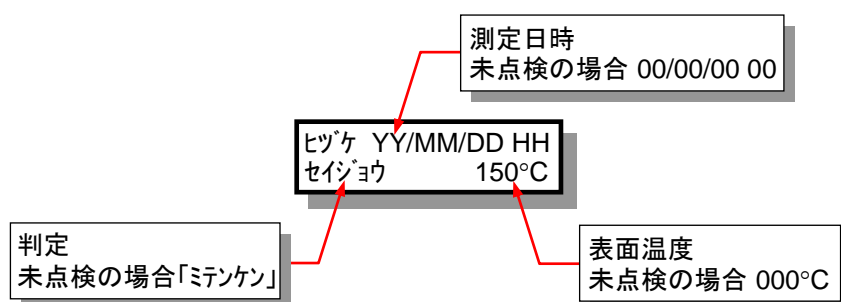 測定日時
未点検の場合 00/00/00 00
ﾋﾂﾞｹ YY/MM/DD HH
ｾｲｼﾞｮｳ 150°C
判定
未点検の場合「ﾐﾃﾝｹﾝ」
表面温度
未点検の場合 000°C